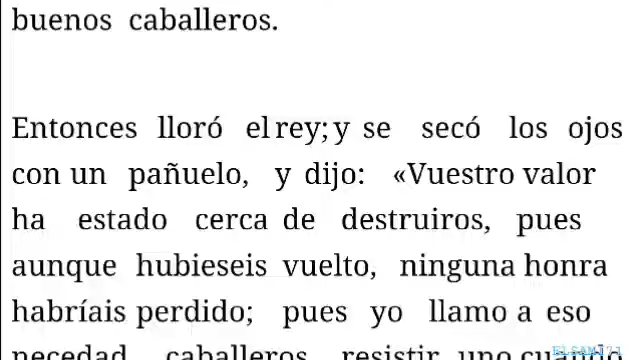 buenos caballeros.
Entonces lloró el rey; y se secó los ojos
con un pañuelo, y dijo: «Vuestro valor
ha estado cerca de destruiros, pues
aunque hubieseis vuelto, ninguna honra
habríais perdido; pues yo llamo a eso
necedad, caballeros, resistir uno cuando